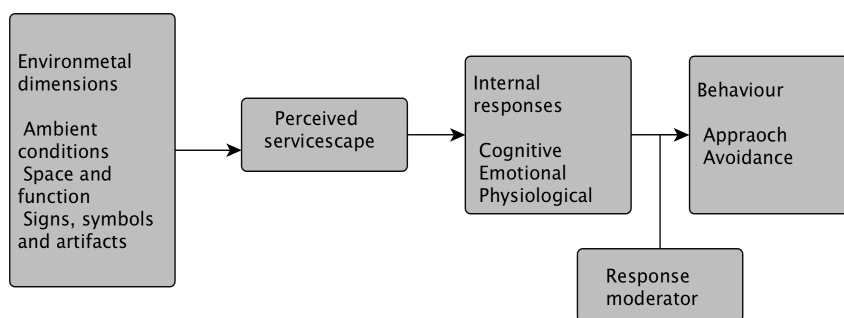 Environmetal
dimensions
Ambient
conditions
Space and
function
Signs, symbols
and artifacts
Perceived
servicescape
Internal
responses
Cognitive
Emotional
Physiological
Behaviour
Appraoch
Avoidance
Response
moderator